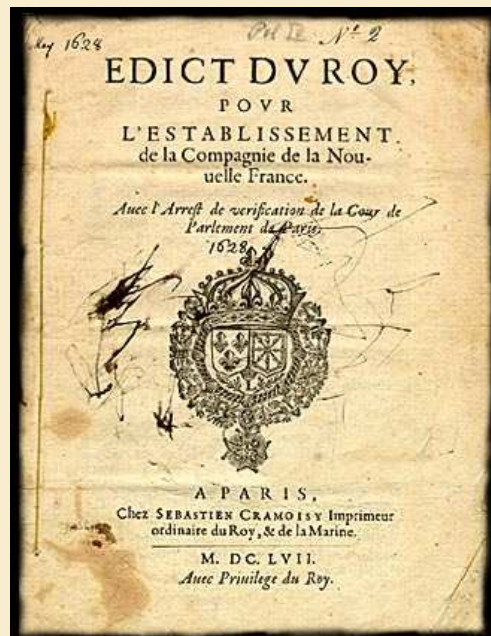 May 1628
Nº 2
EDICT DV ROY,
POVR
L'ESTABLISSEMENT
de la Compagnie de la Nou-
uelle France.
Auec l'Arrest de verification de la Cour de
Parlement de Paris.
1628
A PARIS,
Chez SEBASTIEN CRAMOISY Imprimeur
ordinaire du Roy, & de la Marine.
M. DC. LVII.
Auec Priuilege du Roy.